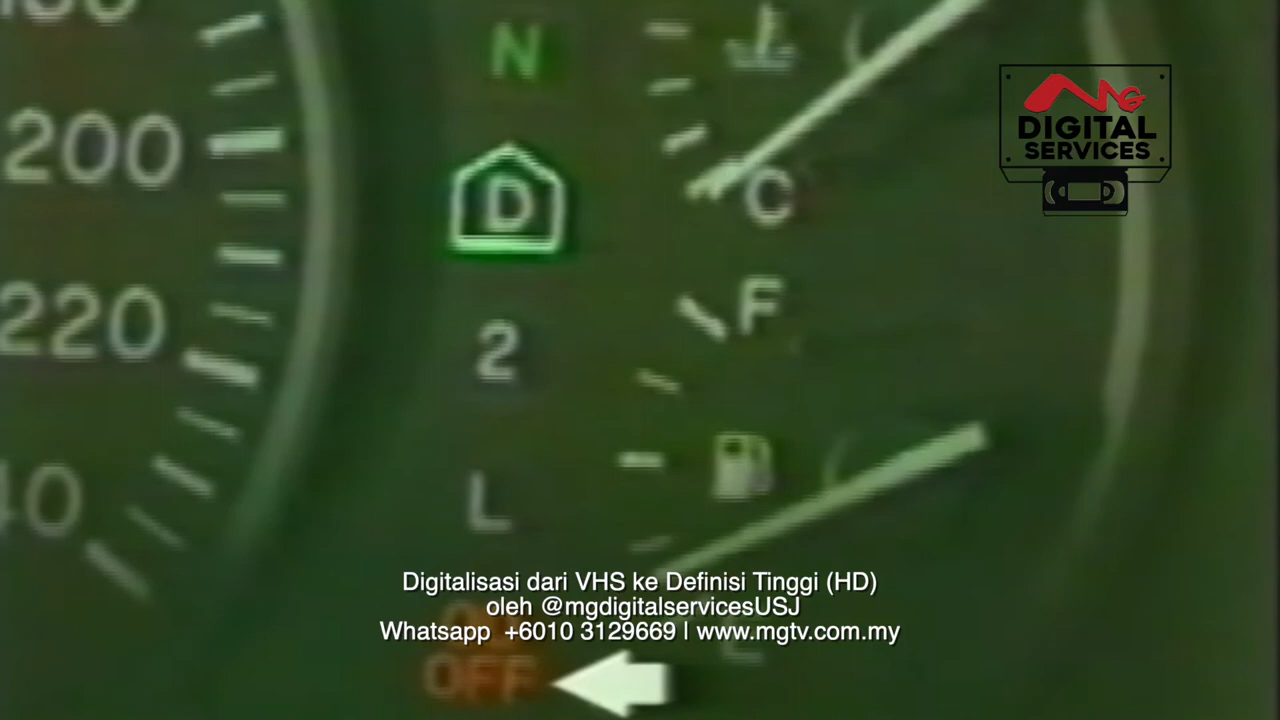 N
200
C
DIGITAL
SERVICES
D
F
220
2
L
Digitalisasi dari VHS ke Definisi Tinggi (HD)
oleh @mgdigitalservicesUSJ
Whatsapp +6010 3129669 | www.mgtv.com.my
OFF